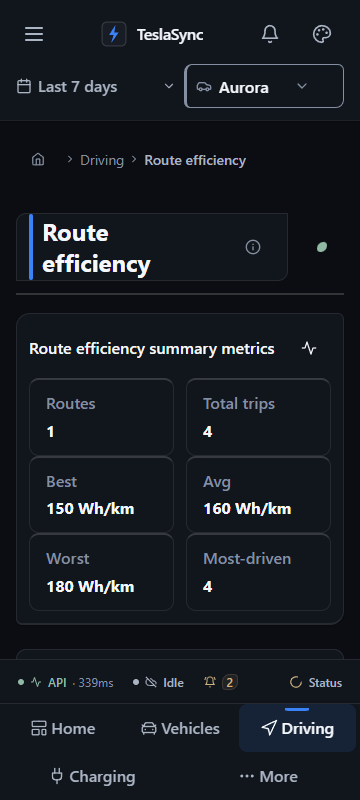 TeslaSync
Last 7 days
Aurora
Driving
Route efficiency
Route
efficiency
Route efficiency summary metrics
Routes
1
Total trips
4
Best
150 Wh/km
Avg
160 Wh/km
Worst
180 Wh/km
Most-driven
4
API · 339ms
Idle
2
Status
Home
Vehicles
Driving
Charging
More